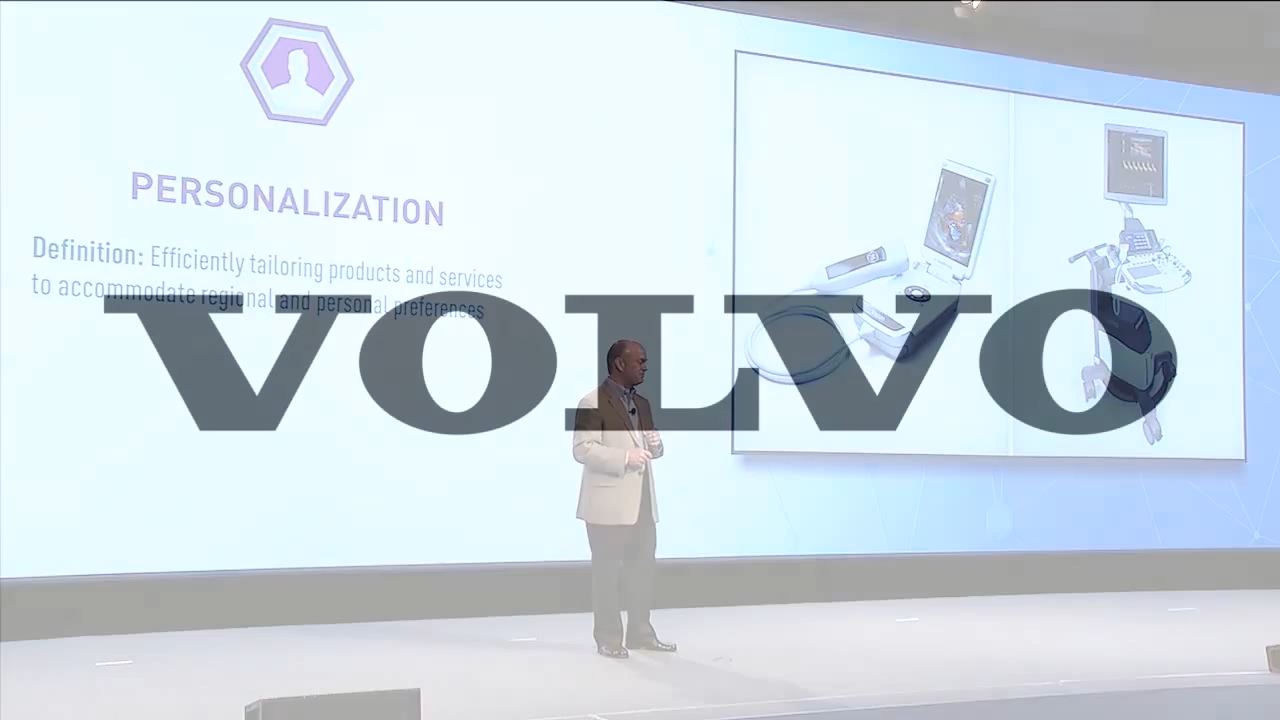 PERSONALIZATION
Definition: Efficiently tailoring products and services
to accommodate regional and personal preferences
VOLVO